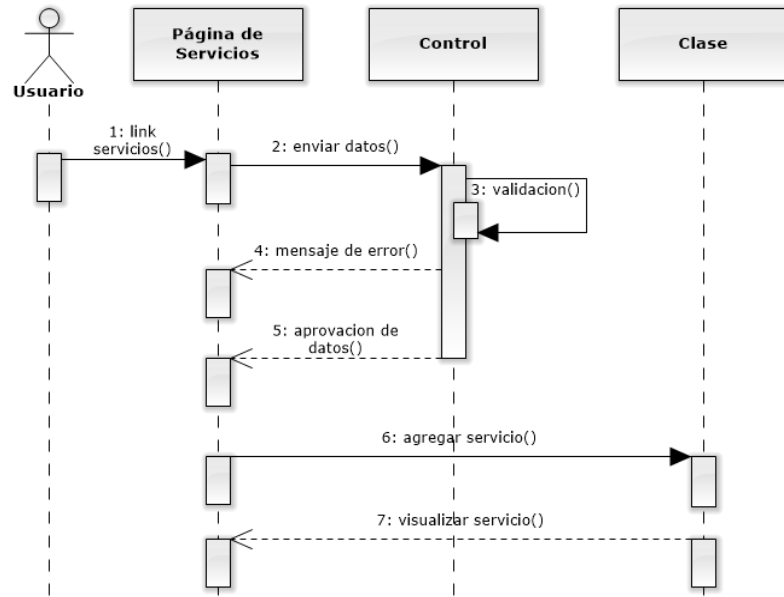 Página de
Servicios
Control
Clase
Usuario
1: link
servicios()
2: enviar datos()
3: validacion()
4: mensaje de error()
5: aprovacion de
datos()
6: agregar servicio()
7: visualizar servicio()